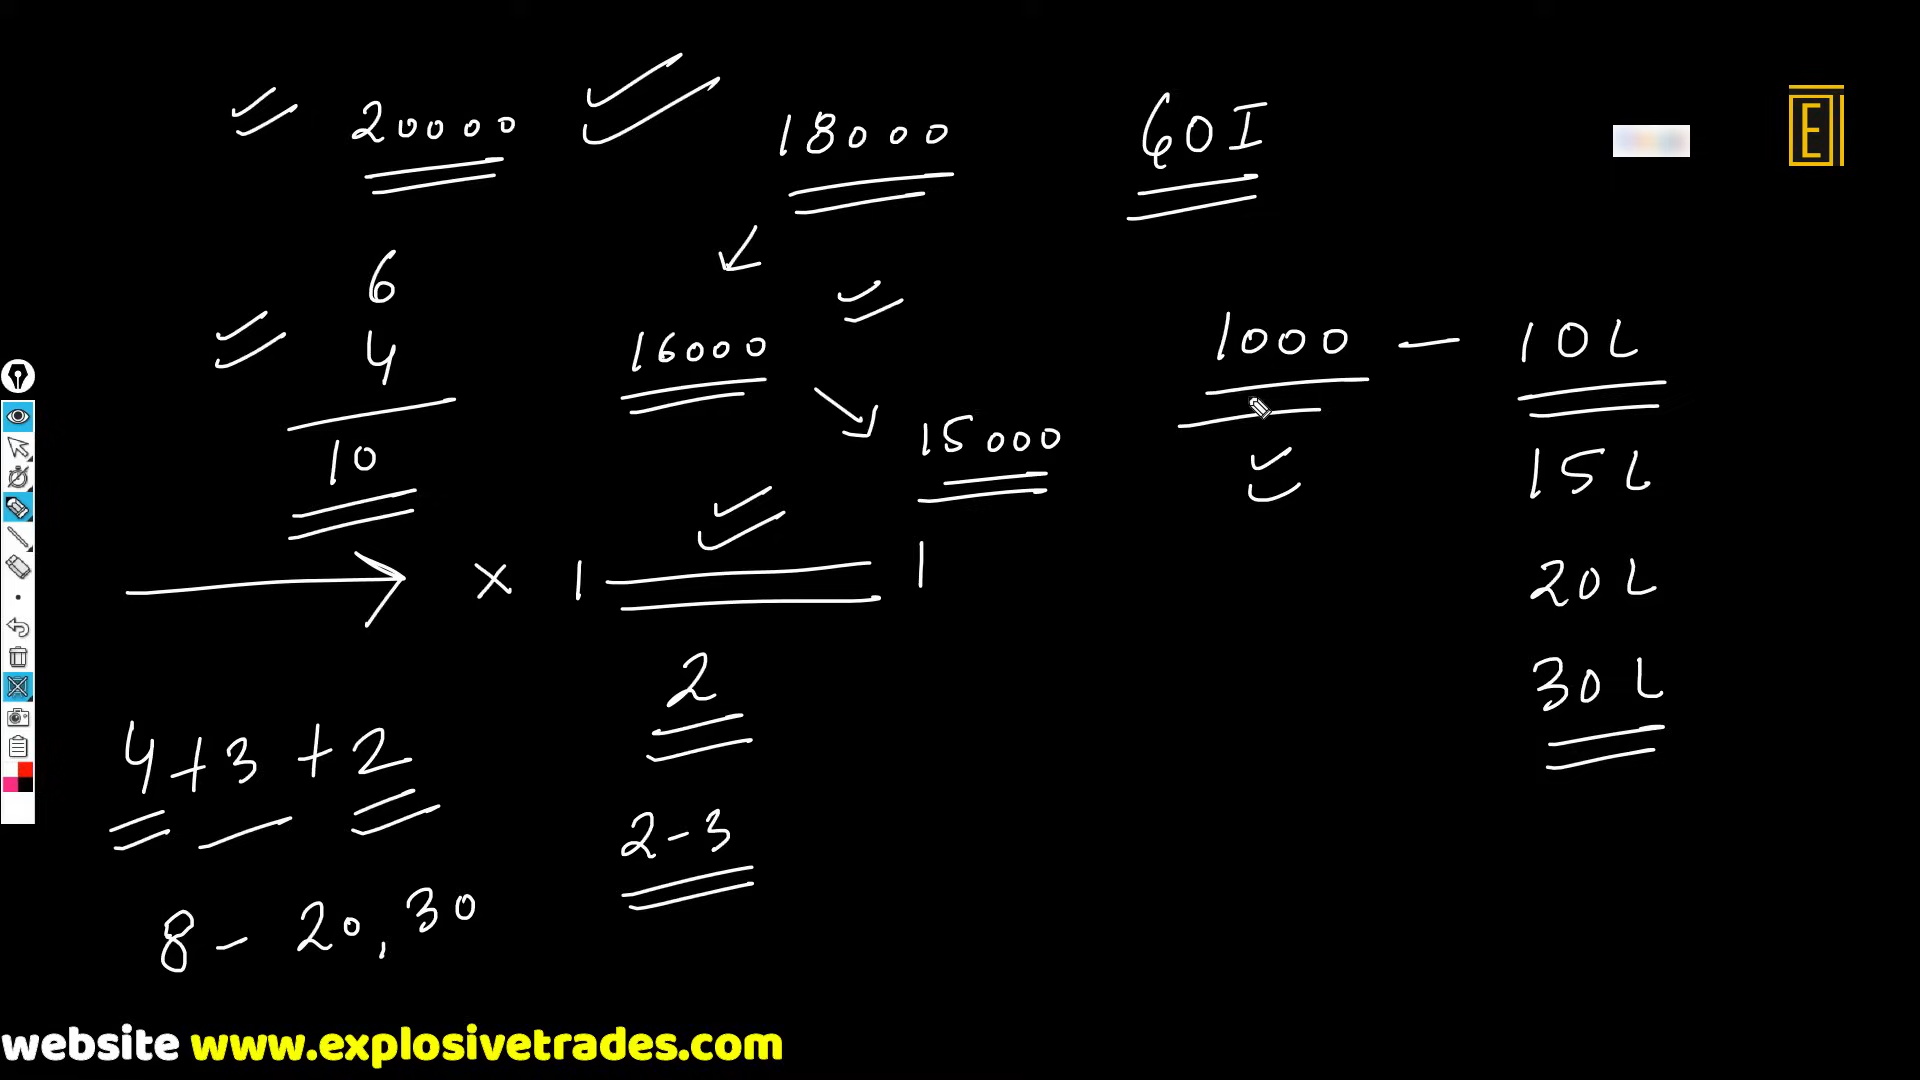 20000 18000 60I
6
4
16000 1000 - 10L
10 15000 15L
x 1 1 20L
2 30L
4+3+2
2-3
8- 20, 30
E
website www.explosivetrades.com